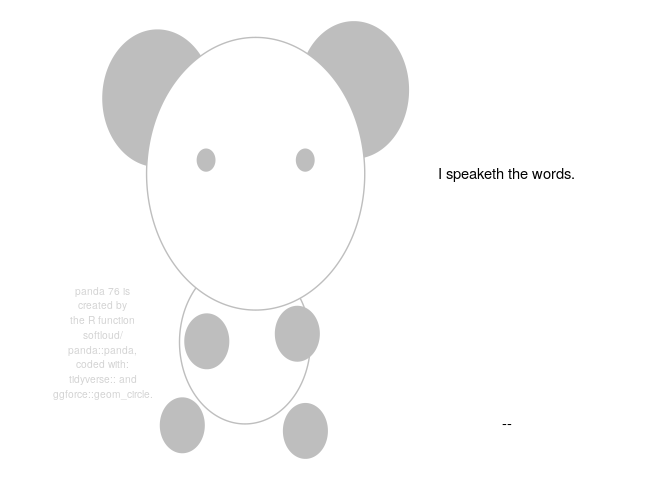 I speaketh the words.
panda 76 is
created by
the R function
softloud/
panda::panda,
coded with:
tidyverse:: and
ggforce::geom_circle.
--